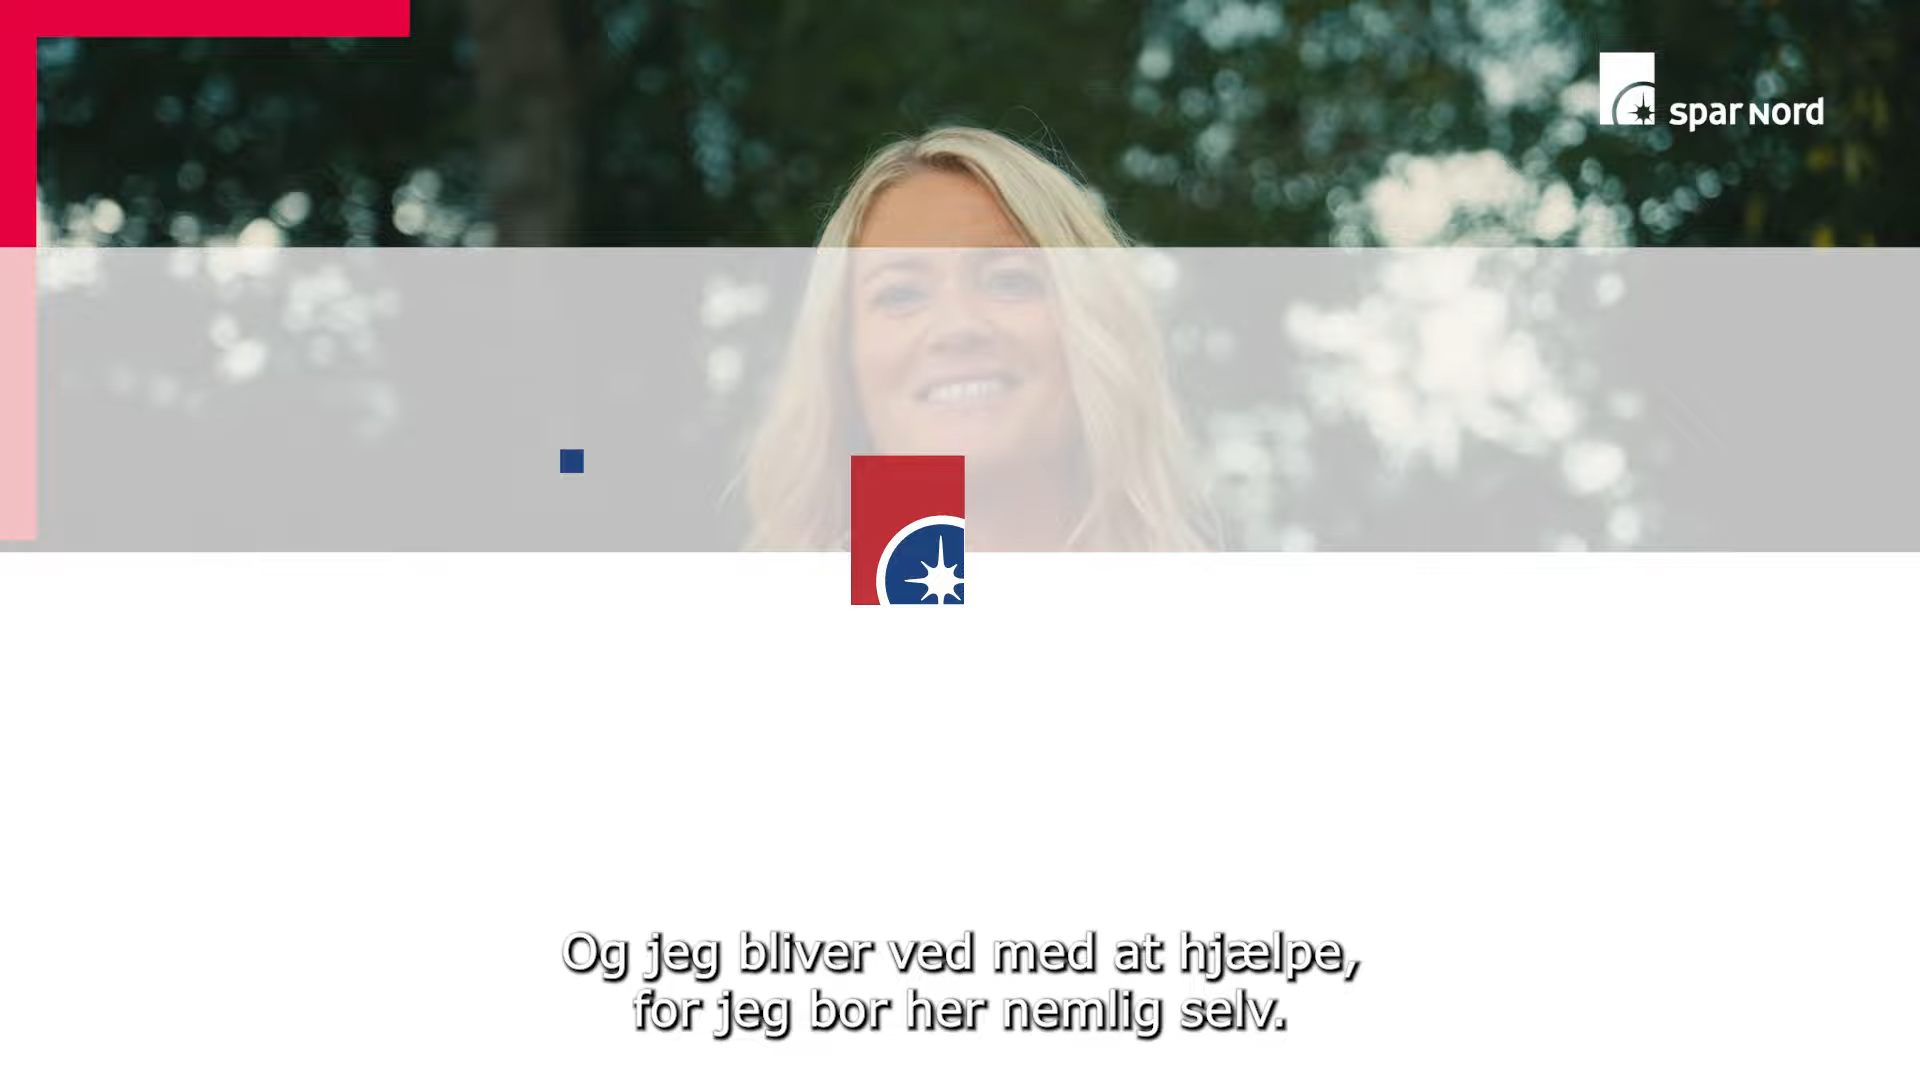 spar nord
Og jeg bliver ved med at hjælpe,
for jeg bor her nemlig selv.